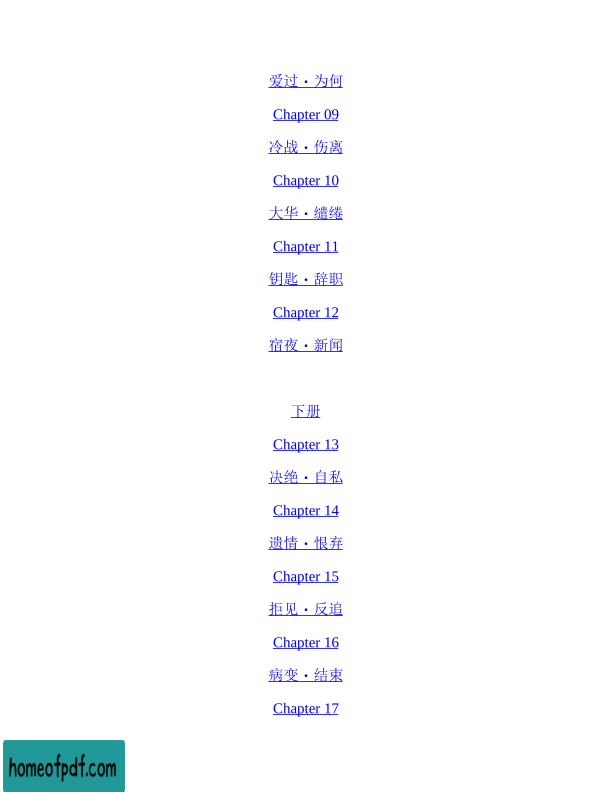 爱过·为何
Chapter 09
冷战·伤离
Chapter 10
大华·缱绻
Chapter 11
钥匙·辞职
Chapter 12
宿夜·新闻
下册
Chapter 13
决绝·自私
Chapter 14
遗情·恨弃
Chapter 15
拒见·反追
Chapter 16
病变·结束
Chapter 17
homeofpdf.com